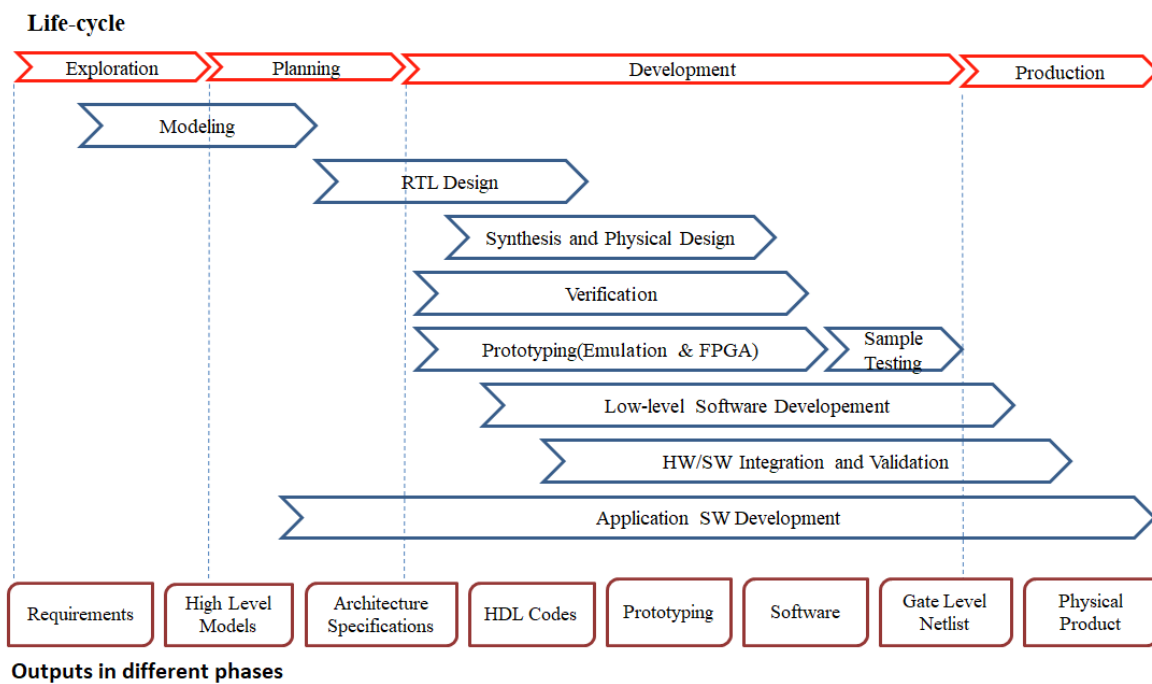 Life-cycle
Exploration
Planning
Development
Production
Modeling
RTL Design
Synthesis and Physical Design
Verification
Prototyping(Emulation & FPGA)
Sample
Testing
Low-level Software Developement
HW/SW Integration and Validation
Application SW Development
Requirements
High Level
Models
Architecture
Specifications
HDL Codes
Prototyping
Software
Gate Level
Netlist
Physical
Product
Outputs in different phases